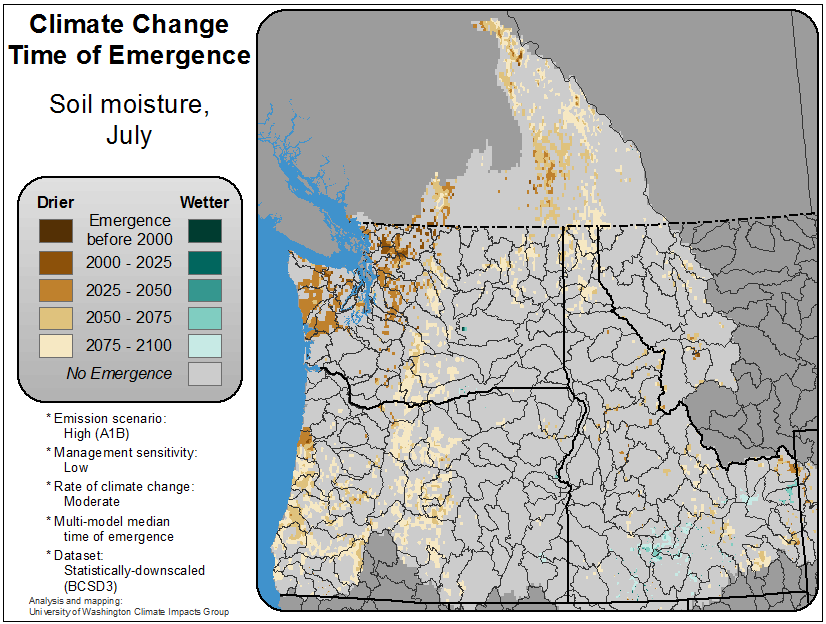 Climate Change
Time of Emergence
Soil moisture,
July
Drier Wetter
Emergence
before 2000
2000 - 2025
2025 - 2050
2050 - 2075
2075 - 2100
No Emergence
* Emission scenario:
High (A1B)
* Management sensitivity:
Low
* Rate of climate change:
Moderate
* Multi-model median
time of emergence
* Dataset:
Statistically-downscaled
(BCSD3)
Analysis and mapping:
University of Washington Climate Impacts Group